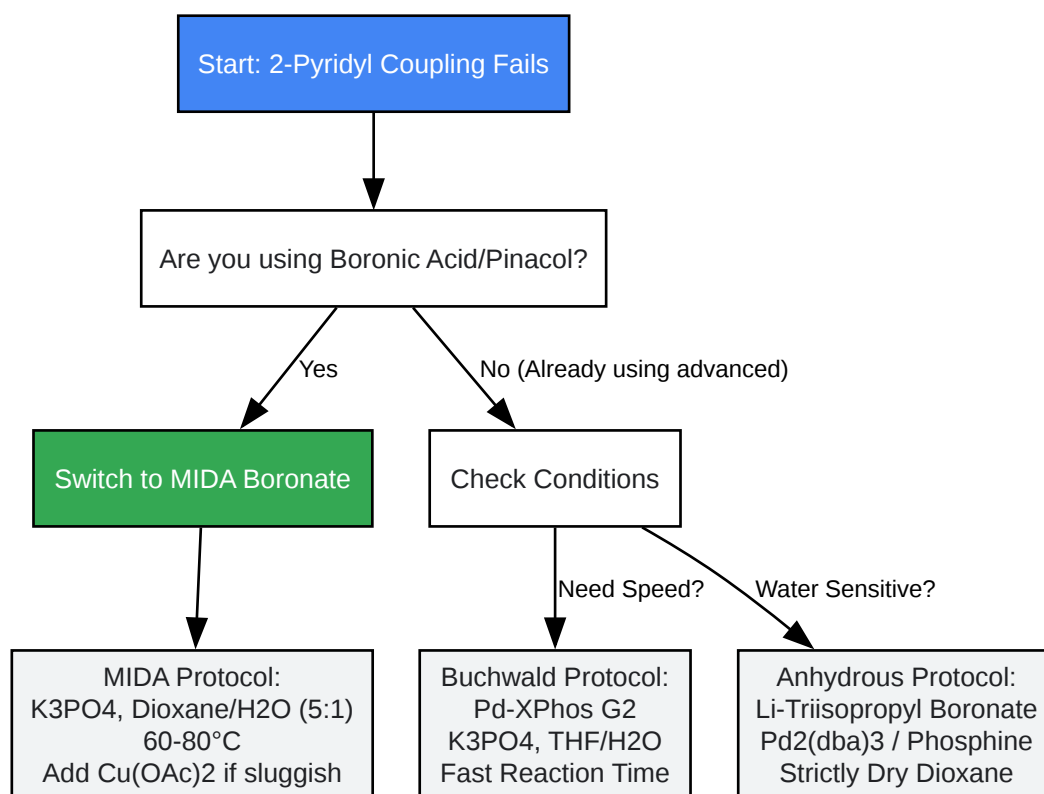 Start: 2-Pyridyl Coupling Fails
Are you using Boronic Acid/Pinacol?
Yes
No (Already using advanced)
Switch to MIDA Boronate
Check Conditions
Need Speed?
Water Sensitive?
MIDA Protocol:
K3PO4, Dioxane/H2O (5:1)
60-80°C
Add Cu(OAc)2 if sluggish
Buchwald Protocol:
Pd-XPhos G2
K3PO4, THF/H2O
Fast Reaction Time
Anhydrous Protocol:
Li-Triisopropyl Boronate
Pd2(dba)3 / Phosphine
Strictly Dry Dioxane